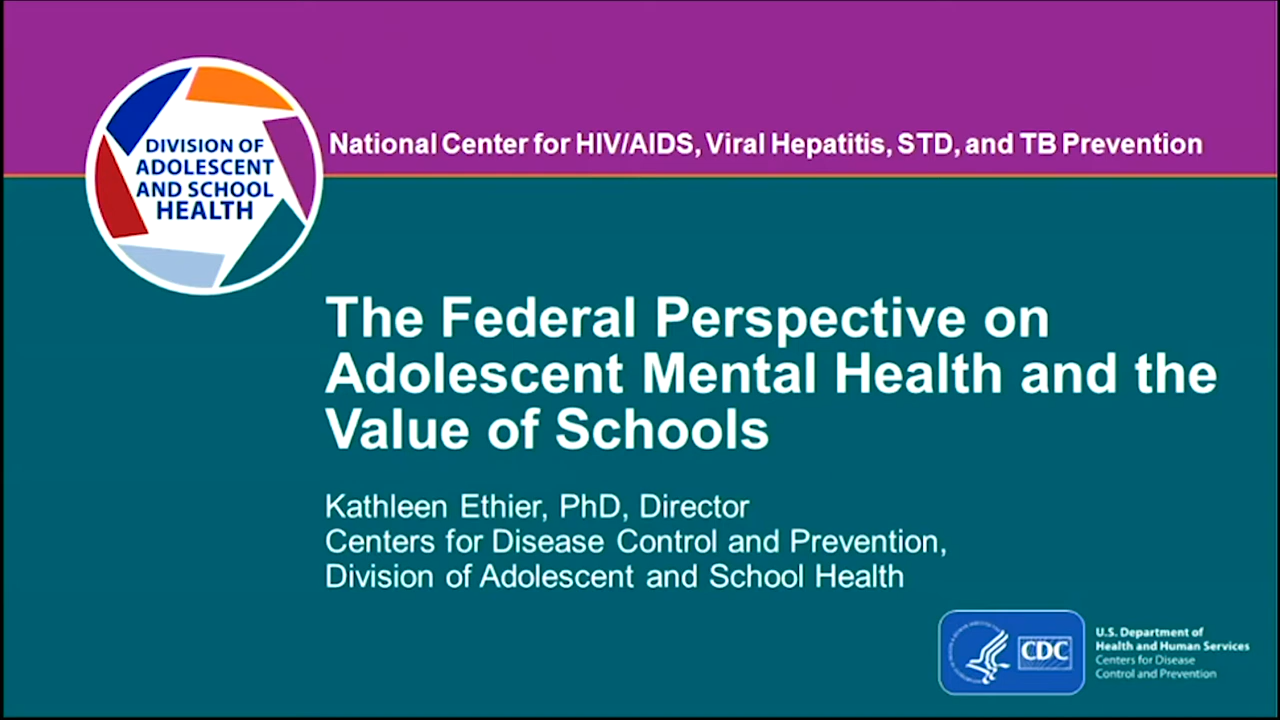 National Center for HIV/AIDS, Viral Hepatitis, STD, and TB Prevention
DIVISION OF
ADOLESCENT
AND SCHOOL
HEALTH
The Federal Perspective on
Adolescent Mental Health and the
Value of Schools
Kathleen Ethier, PhD, Director
Centers for Disease Control and Prevention,
Division of Adolescent and School Health
CDC
U.S. Department of
Health and Human Services
Centers for Disease
Control and Prevention